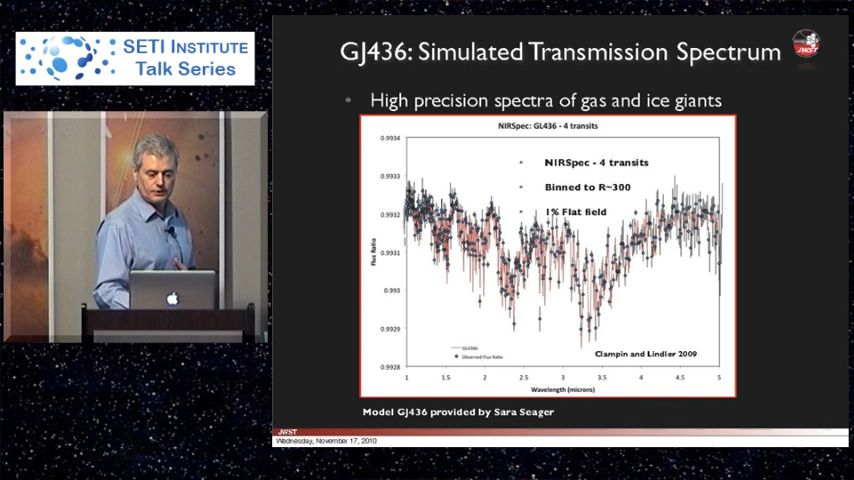 SETI INSTITUTE
Talk Series
GJ436: Simulated Transmission Spectrum
JWST
• High precision spectra of gas and ice giants
NIRSpec: GL436 - 4 transits
• NIRSpec - 4 transits
• Binned to R~300
• 1% Flat field
0.9934
0.9933
0.9932
0.9931
0.993
0.9929
0.9928
Flux Ratio
GL436b
Observed Flux Ratio
Clampin and Lindler 2009
1 1.5 2 2.5 3 3.5 4 4.5 5
Wavelength (microns)
Model GJ436 provided by Sara Seager
JWST
Wednesday, November 17, 2010